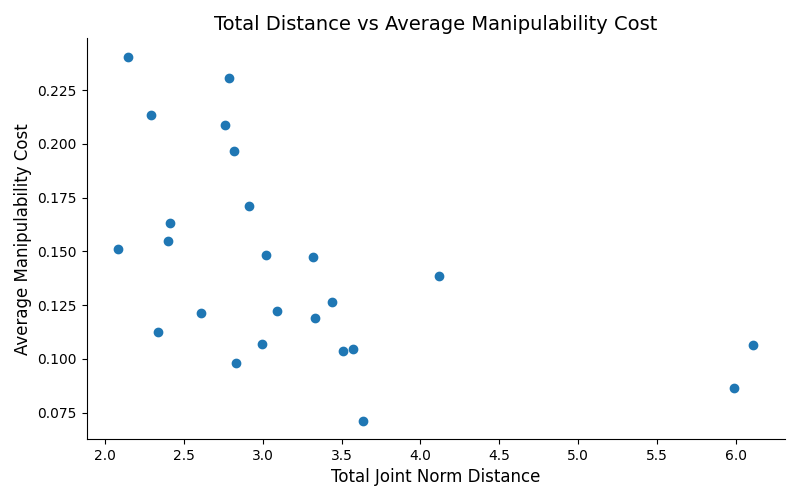 Total Distance vs Average Manipulability Cost
Average Manipulability Cost
0.225
0.200
0.175
0.150
0.125
0.100
0.075
2.0 2.5 3.0 3.5 4.0 4.5 5.0 5.5 6.0
Total Joint Norm Distance